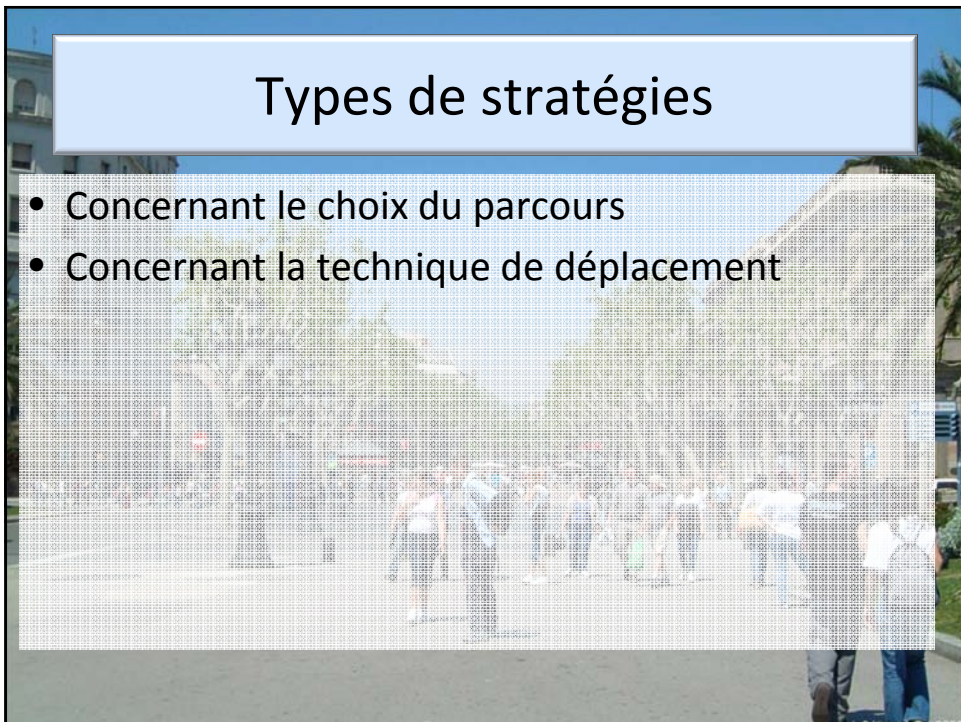 Types de stratégies
• Concernant le choix du parcours
• Concernant la technique de déplacement